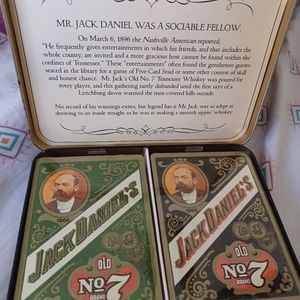 MR. JACK DANIEL WAS A SOCIABLE FELLOW.
On March 6, 1896 the Nashville American reported,
"He frequently gives entertainments in which his friends, and that includes the
whole county, are invited and a more gracious host cannot be found within the
confines of Tennessee." These "entertainments" often found the gentlemen guests
seated in the library for a game of Five Card Stud or some other contest of skill
and honest chance. Mr. Jack's Old No. 7 Tennessee Whiskey was poured for
every player, and this gathering rarely disbanded until the first rays of a
Lynchburg dawn warmed the mist covered hills outside.
No record of his winnings exists, but legend has it Mr. Jack was as adept at
drawing to an inside straight as he was at making a smooth sippin' whiskey
JACK DANIEL'S
OLD
No 7
BRAND
JACK DANIEL'S
OLD
No 7
BRAND